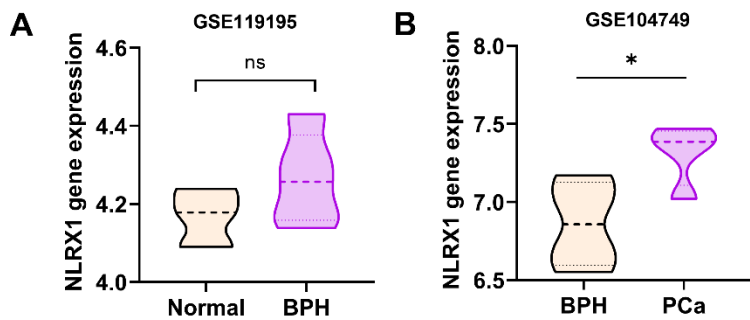 A
GSE119195
NLRX1 gene expression
4.6
4.4
4.2
4.0
ns
Normal
BPH
B
GSE104749
NLRX1 gene expression
8.0
7.5
7.0
6.5
*
BPH
PCa